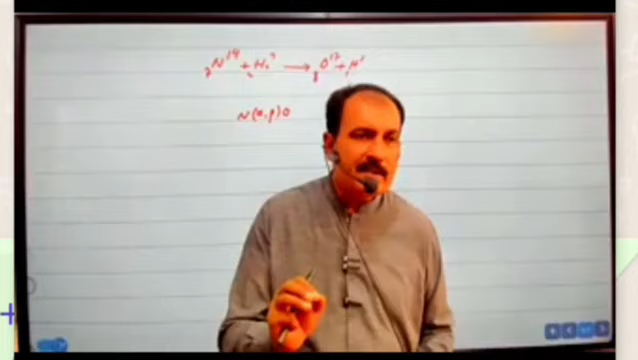 ₇N¹⁴ + ₂He⁴ ⟶ ₈O¹⁷ + ₁H¹
N(α,p)O
+